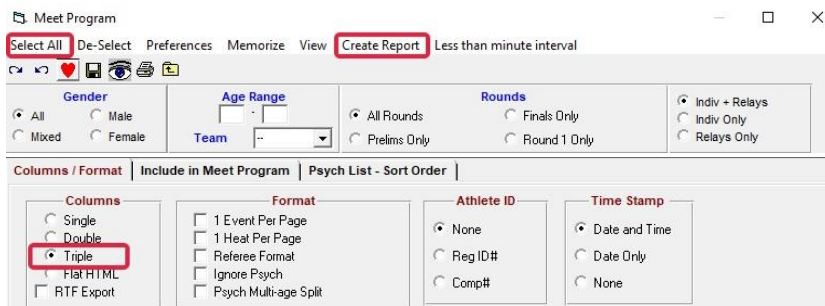 Meet Program
Select All De-Select Preferences Memorize View Create Report Less than minute interval
Gender
All Male
Mixed Female
Age Range
-
Team --
Rounds
All Rounds Finals Only
Prelims Only Round 1 Only
Indiv + Relays
Indiv Only
Relays Only
Columns / Format Include in Meet Program Psych List - Sort Order
Columns
Single
Double
Triple
Flat HTML
RTF Export
Format
1 Event Per Page
1 Heat Per Page
Referee Format
Ignore Psych
Psych Multi-age Split
Athlete ID
None
Reg ID#
Comp#
Time Stamp
Date and Time
Date Only
None